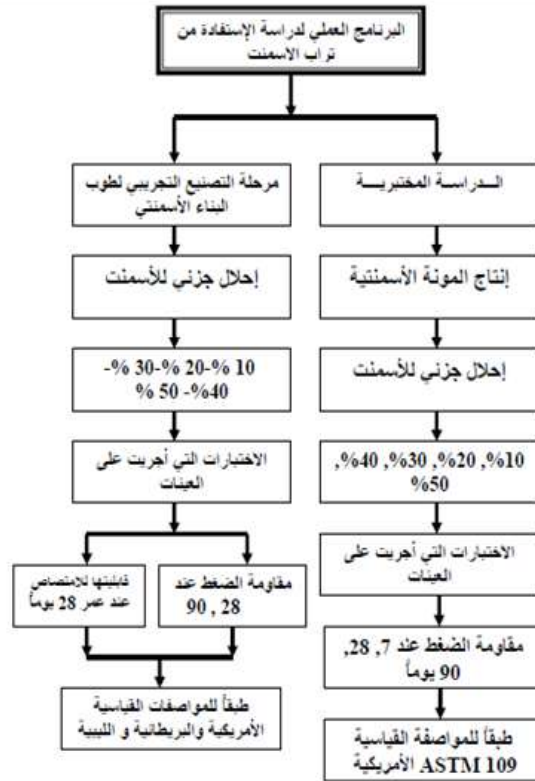 البرنامج العملي لدراسة الإستفادة من
تراب الاسمنت
الـــدراســـة المختبريـــــة
إنتاج المونة الأسمنتية
إحلال جزئي للأسمنت
10%, 20%, 30%, 40%,
50%
الاختبارات التي أجريت على
العينات
مقاومة الضغط عند 7, 28,
90 يوماً
طبقاً للمواصفة القياسية
ASTM 109 الأمريكية
مرحلة التصنيع التجريبي لطوب
البناء الأسمنتي
إحلال جزئي للأسمنت
10 %-20 %-30 %-
40%- 50 %
الاختبارات التي أجريت على
العينات
مقاومة الضغط عند
28 , 90
قابليتها للامتصاص
عند عمر 28 يوماً
طبقاً للمواصفات القياسية
الأمريكية والبريطانية و الليبية